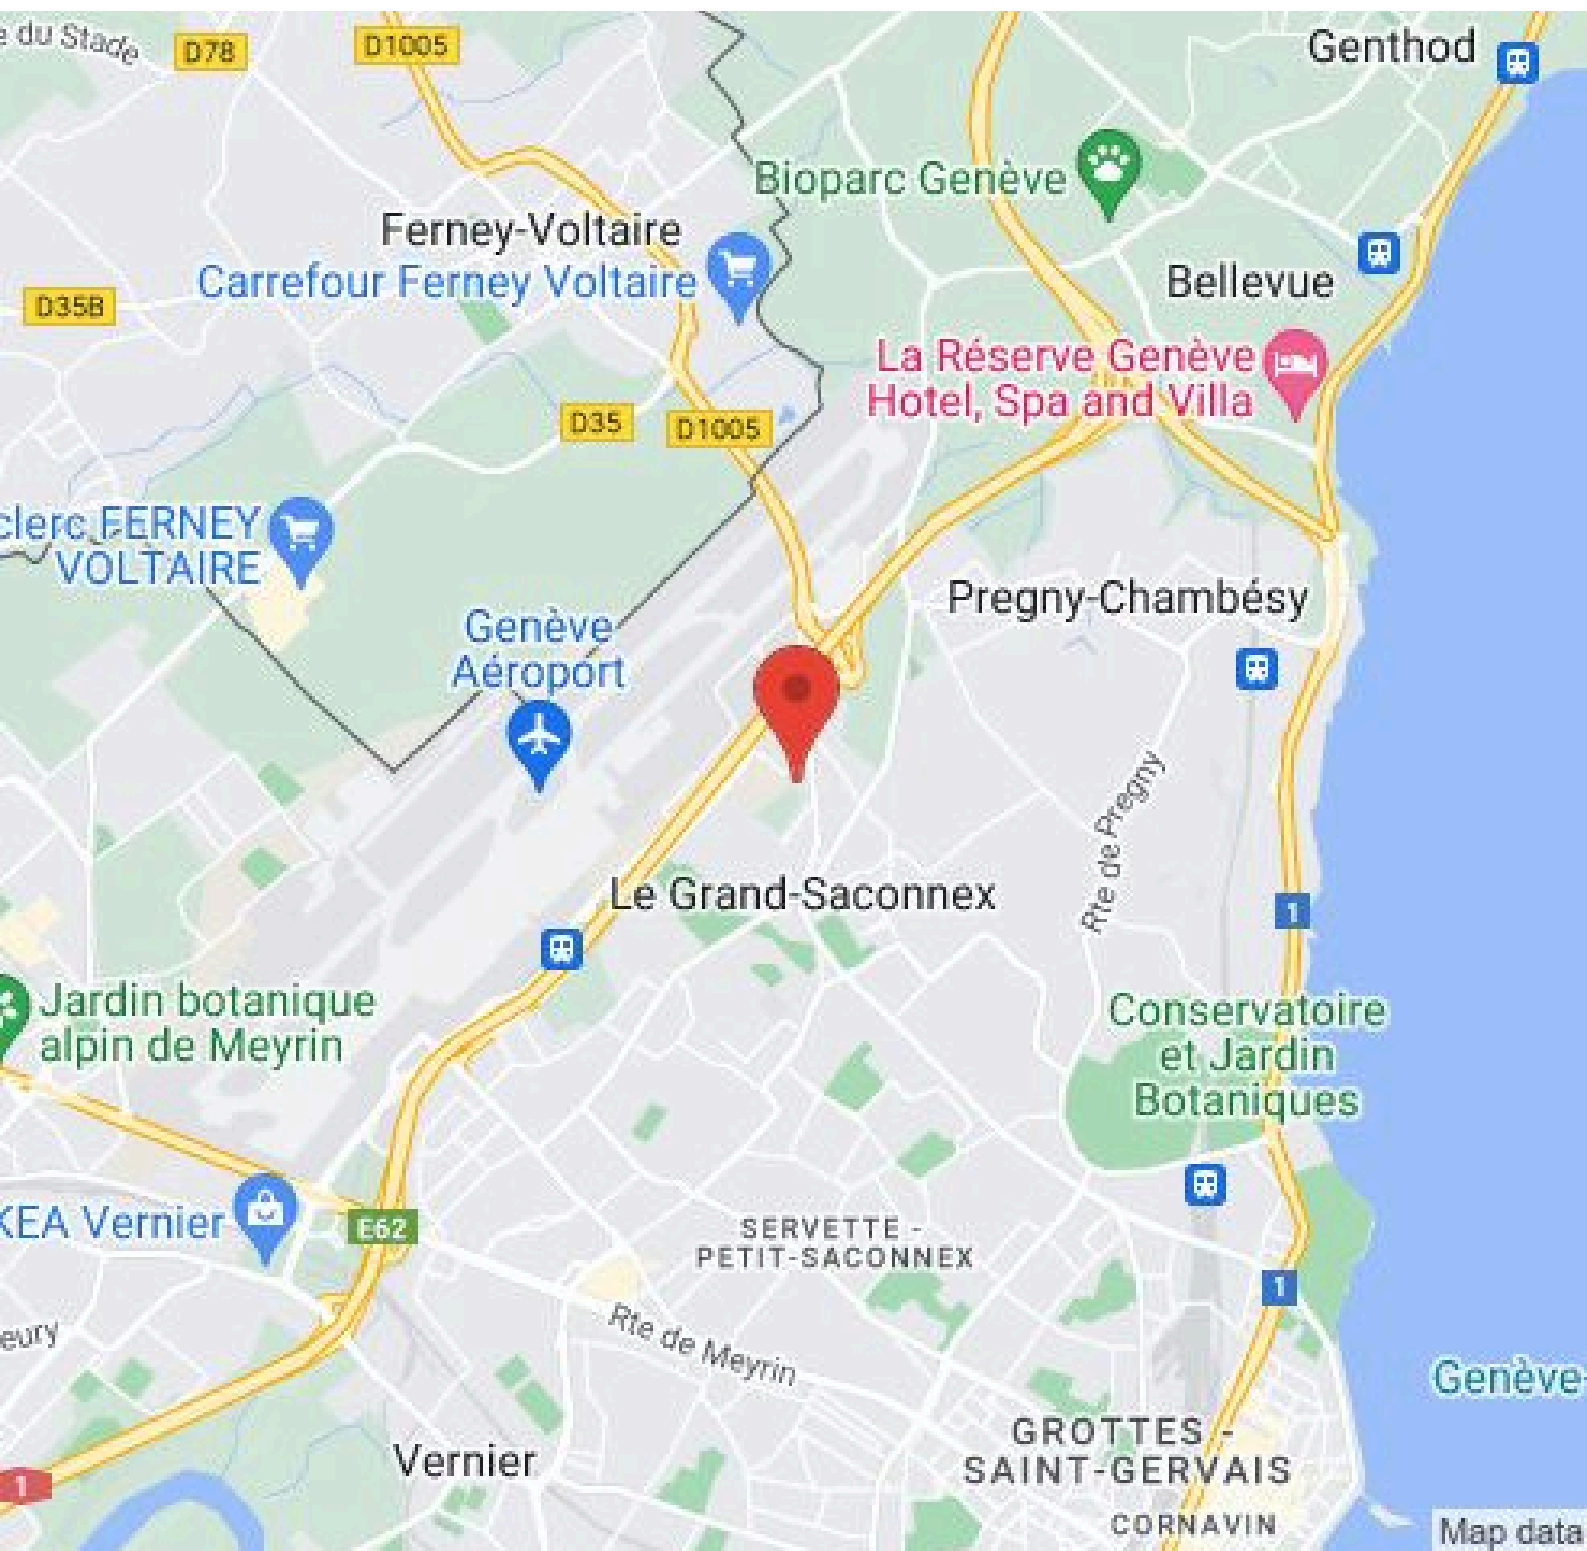 e du Stade
D78
D1005
Genthod
Bioparc Genève
Ferney-Voltaire
Carrefour Ferney Voltaire
Bellevue
D35B
La Réserve Genève
Hotel, Spa and Villa
D35
D1005
clerc FERNEY
VOLTAIRE
Pregny-Chambésy
Genève
Aéroport
Rte de Pregny
Le Grand-Saconnex
1
Jardin botanique
alpin de Meyrin
Conservatoire
et Jardin
Botaniques
KEA Vernier
E62
SERVETTE -
PETIT-SACONNEX
1
eury
Rte de Meyrin
Genève-
GROTTES -
SAINT-GERVAIS
Vernier
1
CORNAVIN
Map data